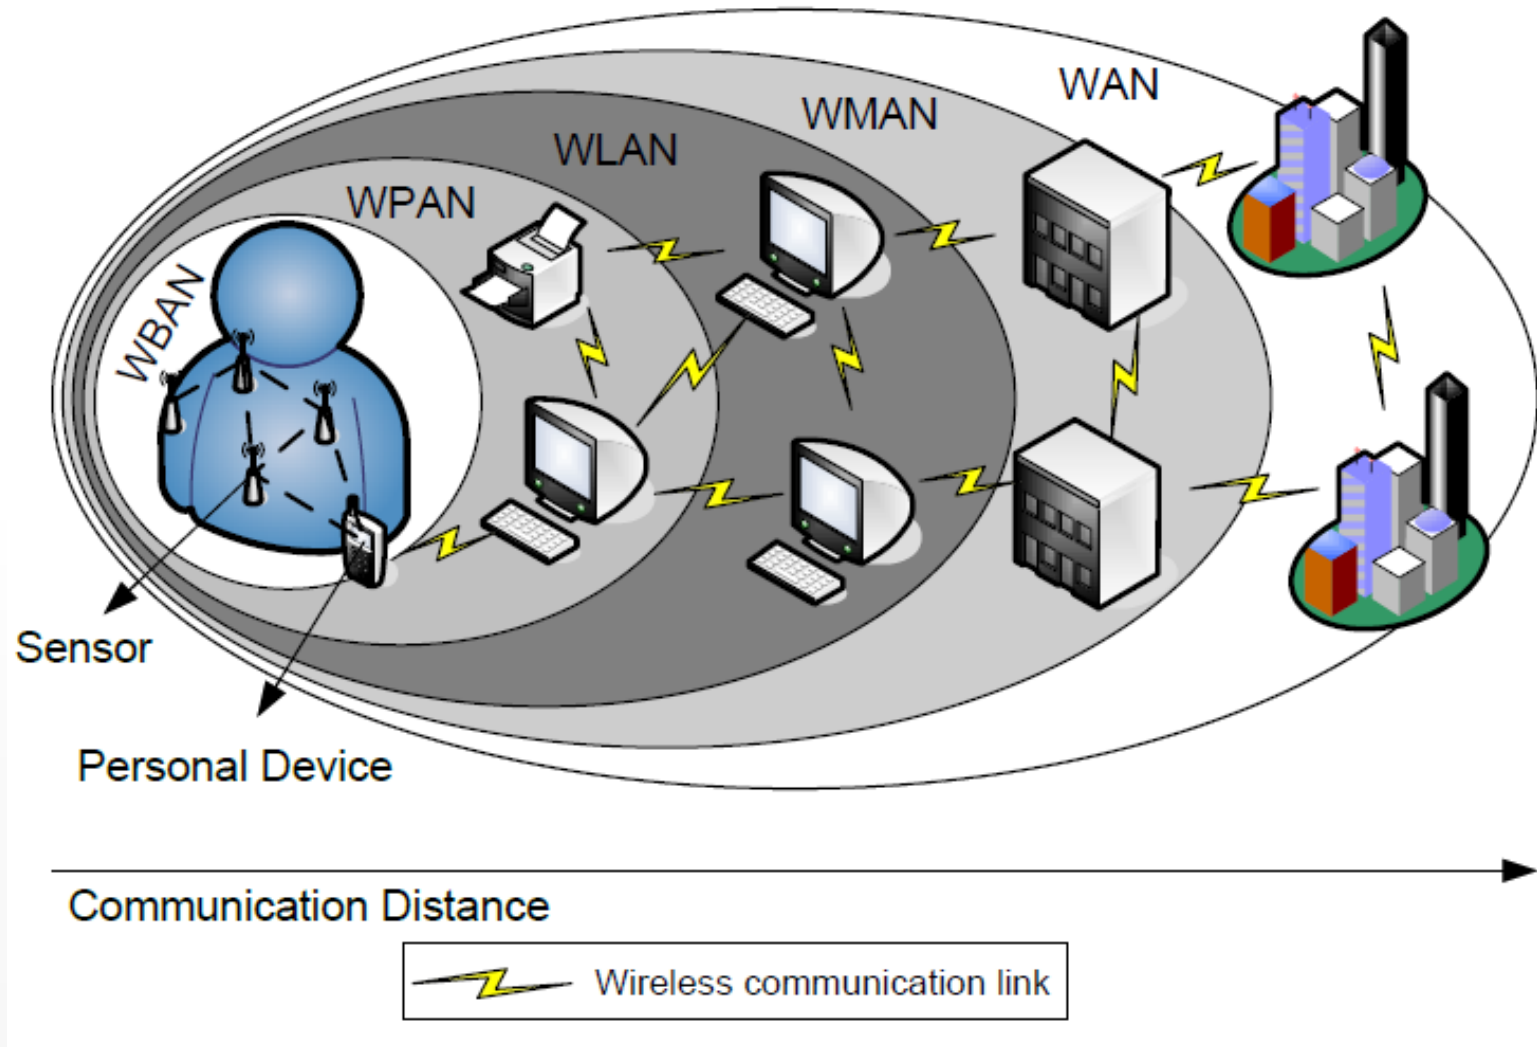 WAN
WMAN
WLAN
WPAN
WBAN
Sensor
Personal Device
Communication Distance
Wireless communication link